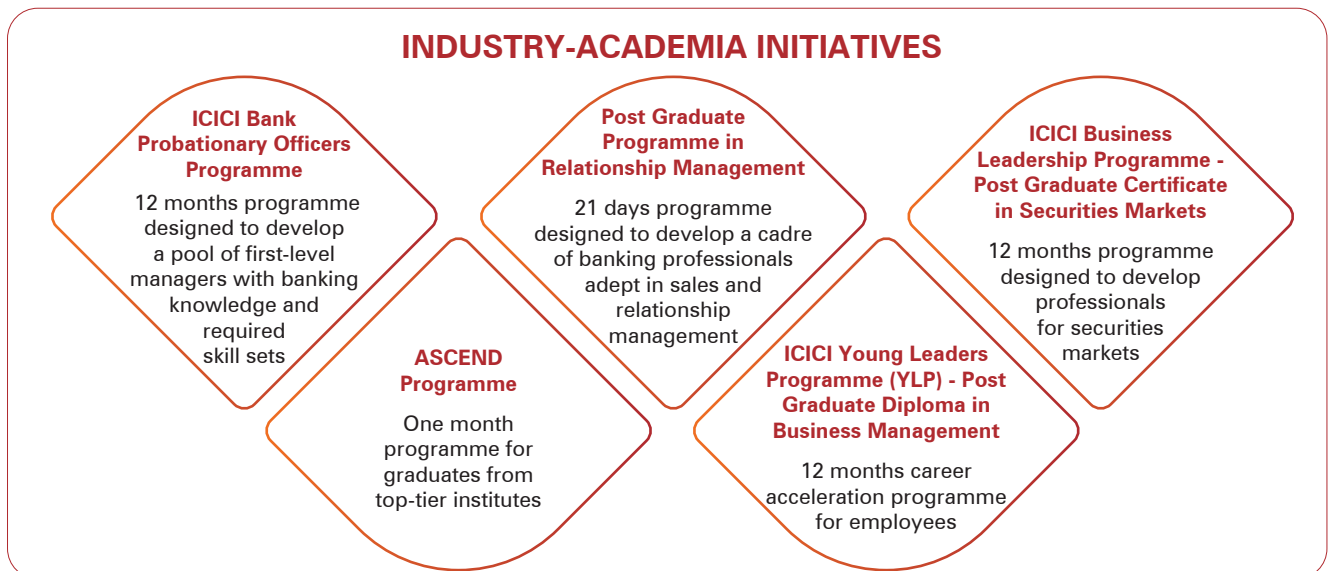 INDUSTRY-ACADEMIA INITIATIVES
ICICI Bank
Probationary Officers
Programme
12 months programme
designed to develop
a pool of first-level
managers with banking
knowledge and
required
skill sets
ASCEND
Programme
One month
programme for
graduates from
top-tier institutes
Post Graduate
Programme in
Relationship Management
21 days programme
designed to develop a cadre
of banking professionals
adept in sales and
relationship
management
ICICI Young Leaders
Programme (YLP) - Post
Graduate Diploma in
Business Management
12 months career
acceleration programme
for employees
ICICI Business
Leadership Programme -
Post Graduate Certificate
in Securities Markets
12 months programme
designed to develop
professionals
for securities
markets